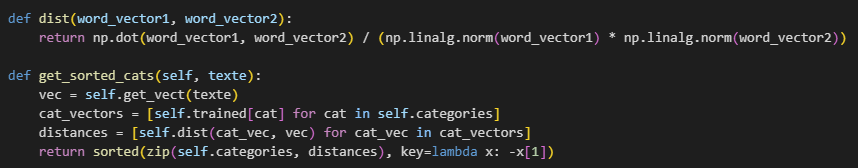 def dist(word_vector1, word_vector2):
    return np.dot(word_vector1, word_vector2) / (np.linalg.norm(word_vector1) * np.linalg.norm(word_vector2))
def get_sorted_cats(self, texte):
    vec = self.get_vect(texte)
    cat_vectors = [self.trained[cat] for cat in self.categories]
    distances = [self.dist(cat_vec, vec) for cat_vec in cat_vectors]
    return sorted(zip(self.categories, distances), key=lambda x: -x[1])